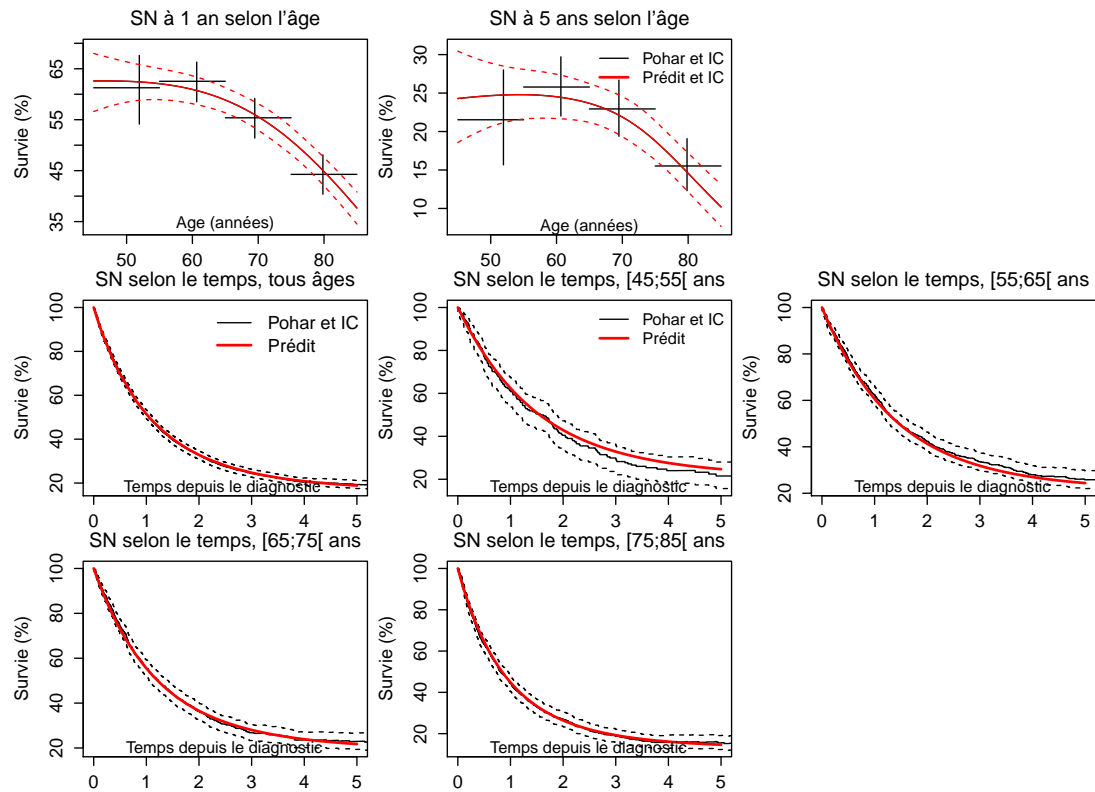 SN à 1 an selon l'âge
Survie (%)
35
45
55
65
Age (années)
50
60
70
80
SN à 5 ans selon l'âge
Survie (%)
10
15
20
25
30
Pohar et IC
Prédit et IC
Age (années)
50
60
70
80
SN selon le temps, tous âges
Survie (%)
20
40
60
80
100
Pohar et IC
Prédit
Temps depuis le diagnostic
0
1
2
3
4
5
SN selon le temps, [45;55[ ans
Survie (%)
20
40
60
80
100
Pohar et IC
Prédit
Temps depuis le diagnostic
0
1
2
3
4
5
SN selon le temps, [55;65[ ans
Survie (%)
20
40
60
80
100
0
1
2
3
4
5
SN selon le temps, [65;75[ ans
Survie (%)
20
40
60
80
100
Temps depuis le diagnostic
0
1
2
3
4
5
SN selon le temps, [75;85[ ans
Survie (%)
20
40
60
80
100
Temps depuis le diagnostic
0
1
2
3
4
5